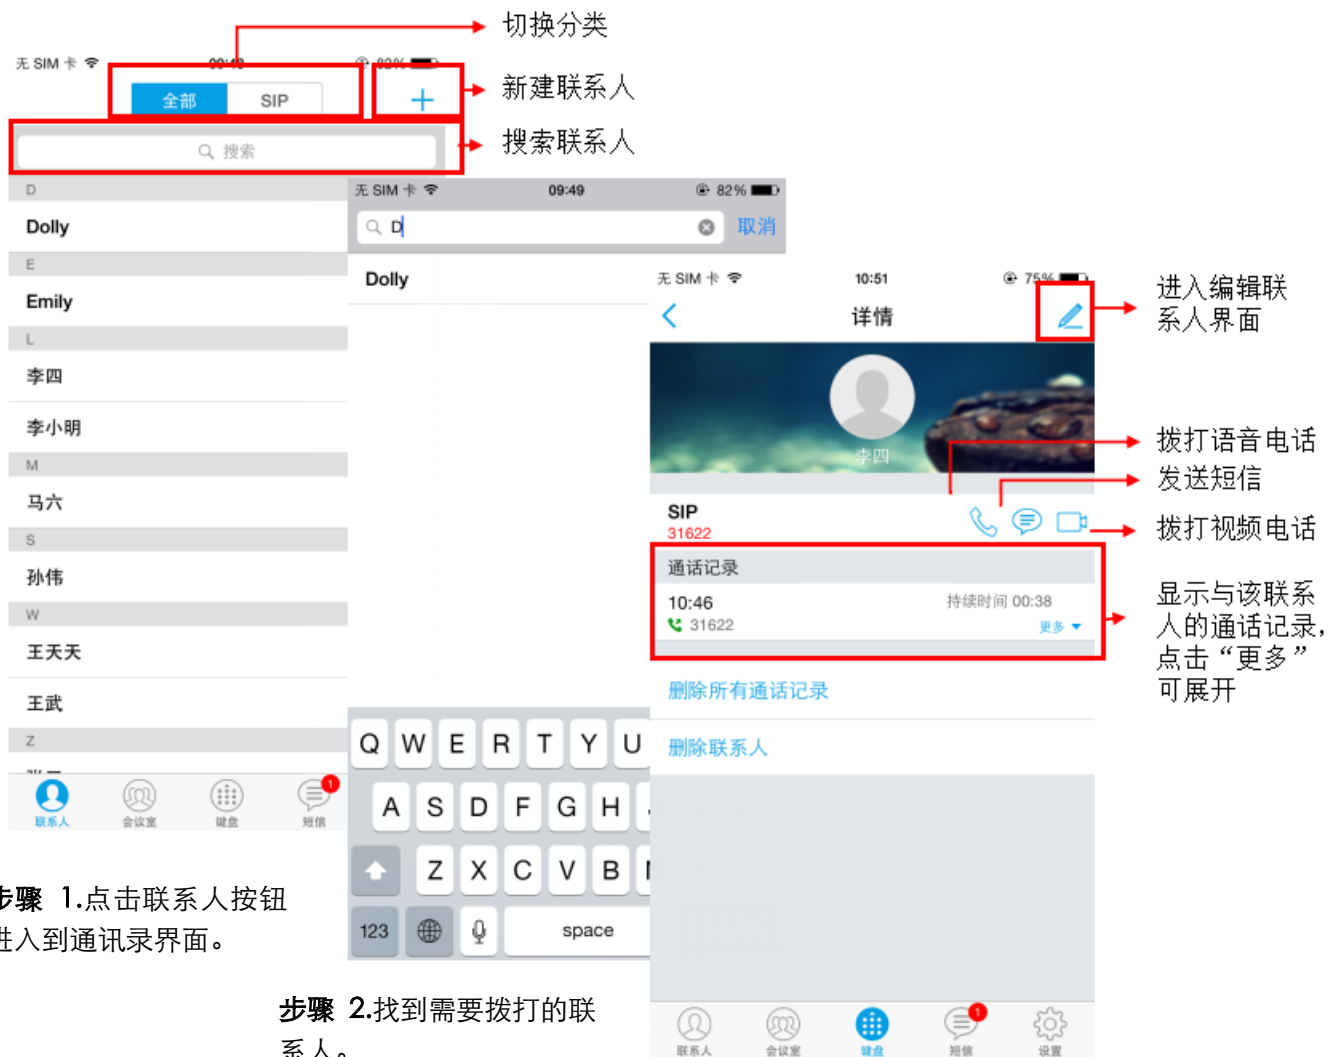 切换分类
无 SIM 卡
82%
全部
SIP
新建联系人
搜索
搜索联系人
D
Dolly
E
Emily
L
李四
李小明
M
马六
S
孙伟
W
王天天
王武
Z
联系人
会议室
键盘
短信
1
无 SIM 卡
09:49
82%
D
取消
Dolly
Q W E R T Y U
A S D F G H
Z X C V B
123
space
无 SIM 卡
10:51
75%
详情
进入编辑联
系人界面
李四
拨打语音电话
发送短信
SIP
31622
拨打视频电话
通话记录
10:46
持续时间 00:38
31622
更多
显示与该联系
人的通话记录,
点击“更多”
可展开
删除所有通话记录
删除联系人
联系人
会议室
键盘
短信
1
设置
步骤 1.点击联系人按钮
进入到通讯录界面。
步骤 2.找到需要拨打的联
系人。